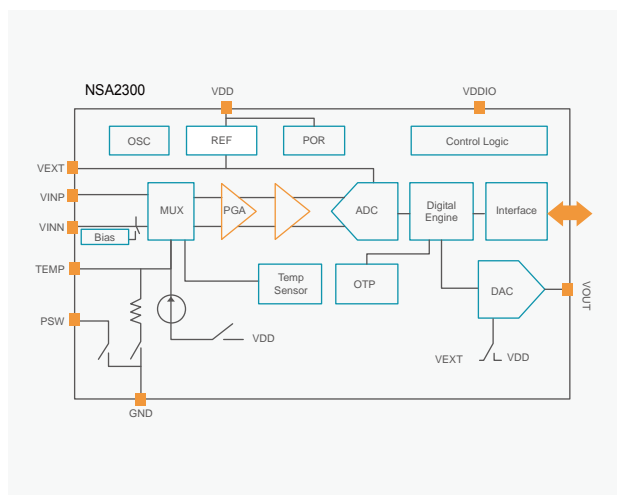 NSA2300
VDD
VDDIO
OSC
REF
POR
Control Logic
VEXT
VINP
VINN
MUX
PGA
ADC
Digital
Engine
Interface
Bias
TEMP
Temp
Sensor
OTP
DAC
VOUT
PSW
VDD
VEXT
VDD
GND